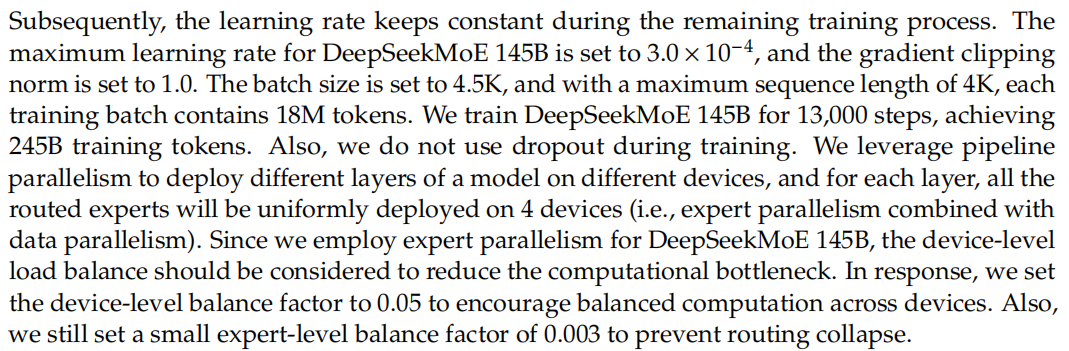 Subsequently, the learning rate keeps constant during the remaining training process. The
maximum learning rate for DeepSeekMoE 145B is set to 3.0 × 10⁻⁴, and the gradient clipping
norm is set to 1.0. The batch size is set to 4.5K, and with a maximum sequence length of 4K, each
training batch contains 18M tokens. We train DeepSeekMoE 145B for 13,000 steps, achieving
245B training tokens. Also, we do not use dropout during training. We leverage pipeline
parallelism to deploy different layers of a model on different devices, and for each layer, all the
routed experts will be uniformly deployed on 4 devices (i.e., expert parallelism combined with
data parallelism). Since we employ expert parallelism for DeepSeekMoE 145B, the device-level
load balance should be considered to reduce the computational bottleneck. In response, we set
the device-level balance factor to 0.05 to encourage balanced computation across devices. Also,
we still set a small expert-level balance factor of 0.003 to prevent routing collapse.